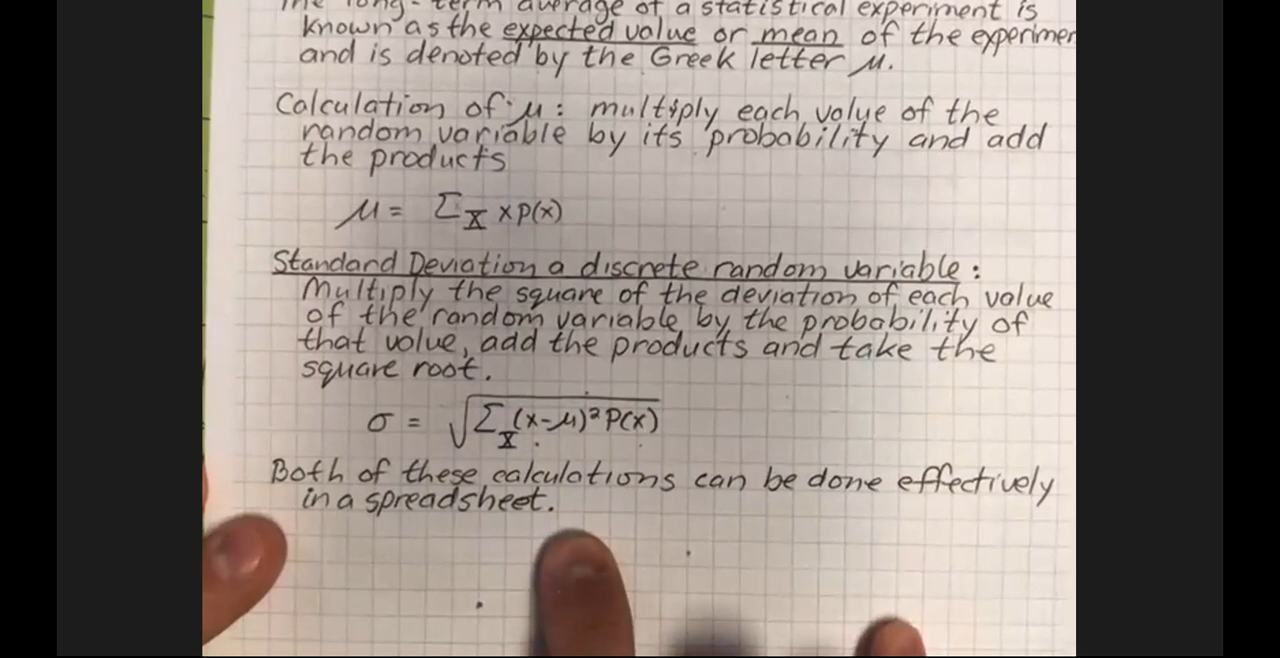 The long-term average of a statistical experiment is
known as the expected value or mean of the experimen
and is denoted by the Greek letter μ.
Calculation of μ: multiply each value of the
random variable by its probability and add
the products
μ = Σ_X x P(x)
Standard Deviation a discrete random variable:
Multiply the square of the deviation of each value
of the random variable by the probability of
that value, add the products and take the
square root.
σ = √Σ_X (x-μ)² P(x)
Both of these calculations can be done effectively
in a spreadsheet.